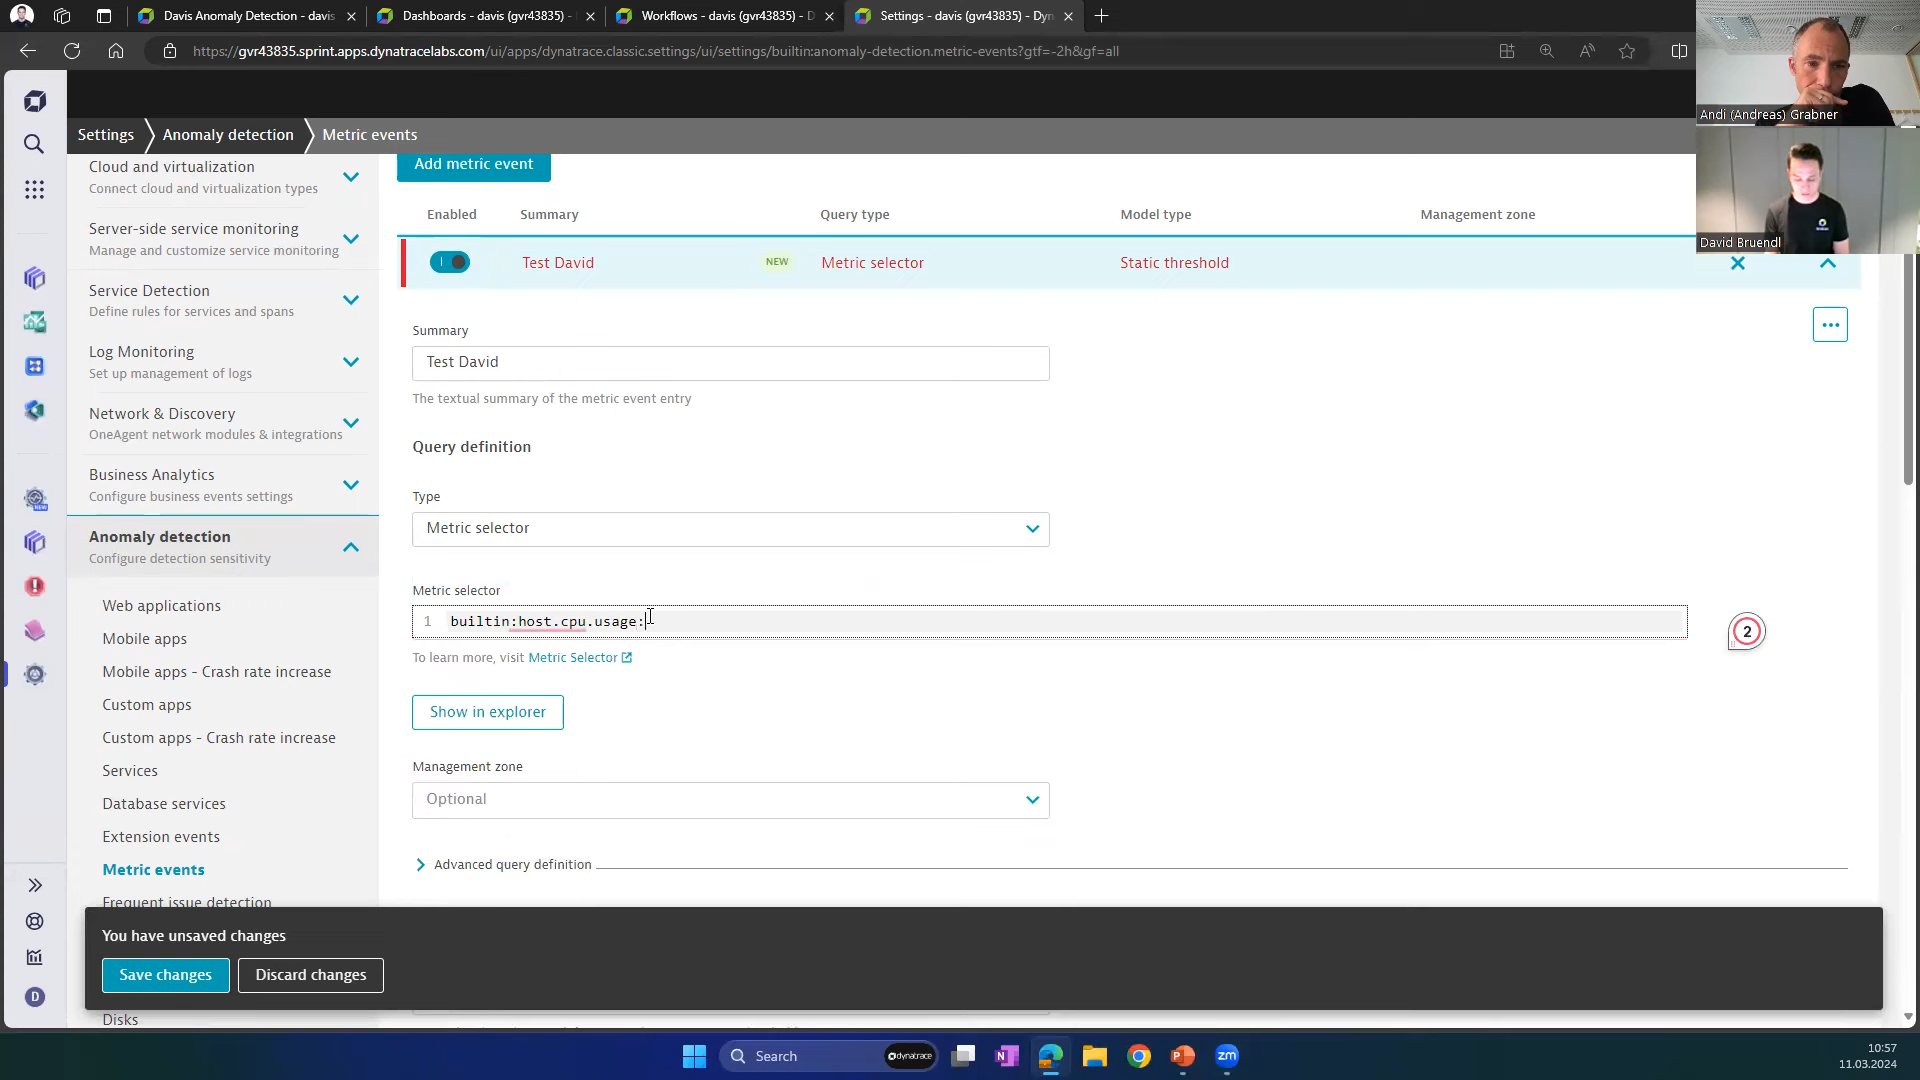 Davis Anomaly Detection - davis
Dashboards - davis (gvr43835) -
Workflows - davis (gvr43835) - D
Settings - davis (gvr43835) - Dyn
https://gvr43835.sprint.apps.dynatracelabs.com/ui/apps/dynatrace.classic.settings/ui/settings/builtin:anomaly-detection.metric-events?gtf=-2h&gf=all
Andi (Andreas) Grabner
David Bruendl
Settings
Anomaly detection
Metric events
Cloud and virtualization
Connect cloud and virtualization types
Server-side service monitoring
Manage and customize service monitoring
Service Detection
Define rules for services and spans
Log Monitoring
Set up management of logs
Network & Discovery
OneAgent network modules & integrations
Business Analytics
Configure business events settings
Anomaly detection
Configure detection sensitivity
Web applications
Mobile apps
Mobile apps - Crash rate increase
Custom apps
Custom apps - Crash rate increase
Services
Database services
Extension events
Metric events
Frequent issue detection
Disks
NEW
D
Add metric event
Enabled
Summary
Query type
Model type
Management zone
Test David
NEW
Metric selector
Static threshold
Summary
Test David
The textual summary of the metric event entry
Query definition
Type
Metric selector
Metric selector
1 builtin:host.cpu.usage:
2
To learn more, visit Metric Selector
Show in explorer
Management zone
Optional
Advanced query definition
You have unsaved changes
Save changes
Discard changes
Search
dynatrace
zm
10:57
11.03.2024